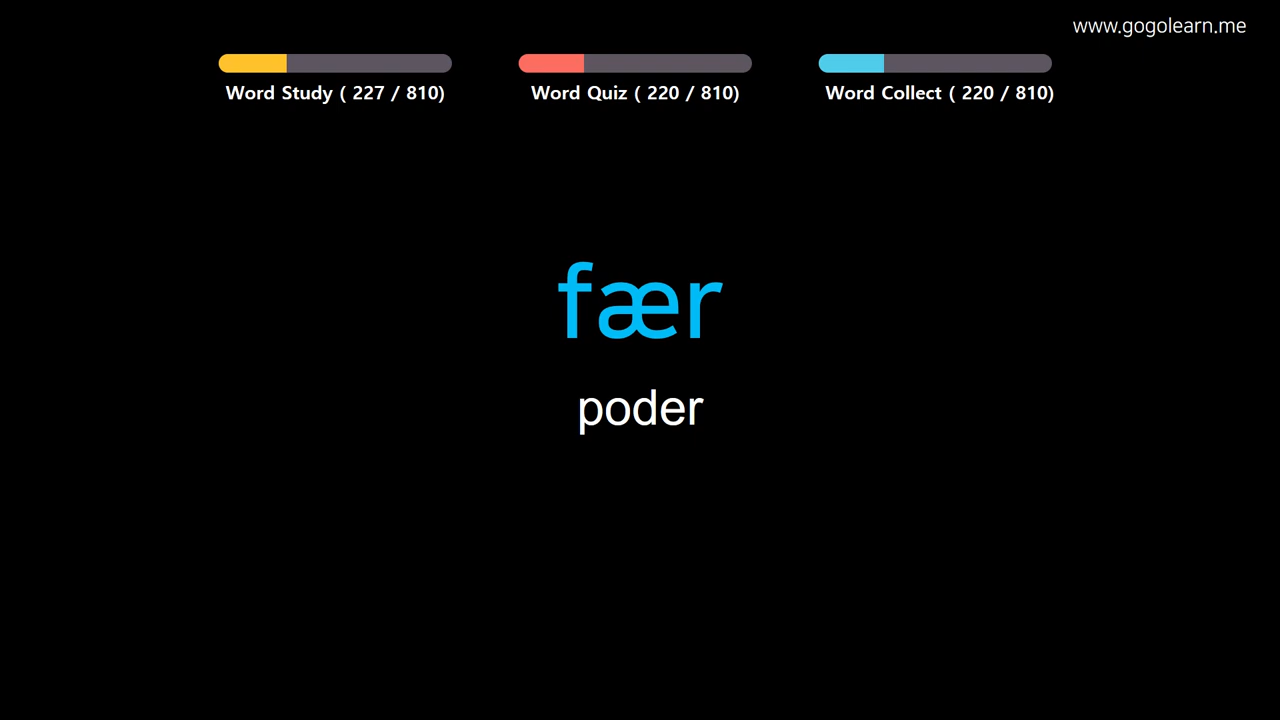 www.gogolearn.me
Word Study ( 227 / 810)
Word Quiz ( 220 / 810)
Word Collect ( 220 / 810)
fær
poder